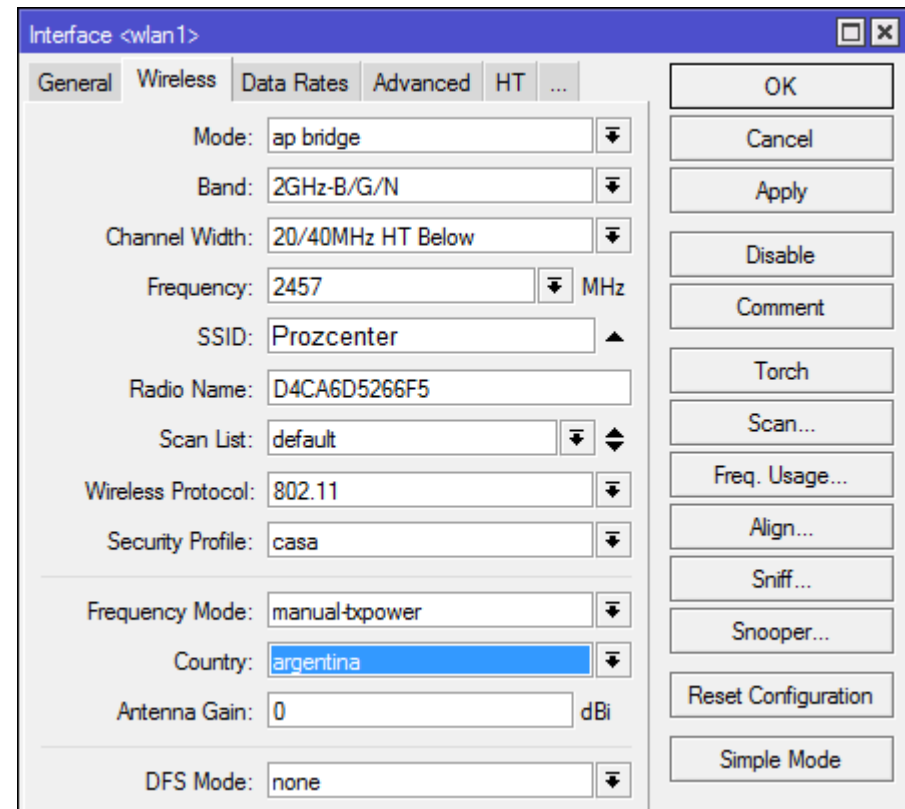 Interface <wlan1>
General Wireless Data Rates Advanced HT ...
Mode: ap bridge
Band: 2GHz-B/G/N
Channel Width: 20/40MHz HT Below
Frequency: 2457 MHz
SSID: Prozcenter
Radio Name: D4CA6D5266F5
Scan List: default
Wireless Protocol: 802.11
Security Profile: casa
Frequency Mode: manual-txpower
Country: argentina
Antenna Gain: 0 dBi
DFS Mode: none
OK
Cancel
Apply
Disable
Comment
Torch
Scan...
Freq. Usage...
Align...
Sniff...
Snooper...
Reset Configuration
Simple Mode